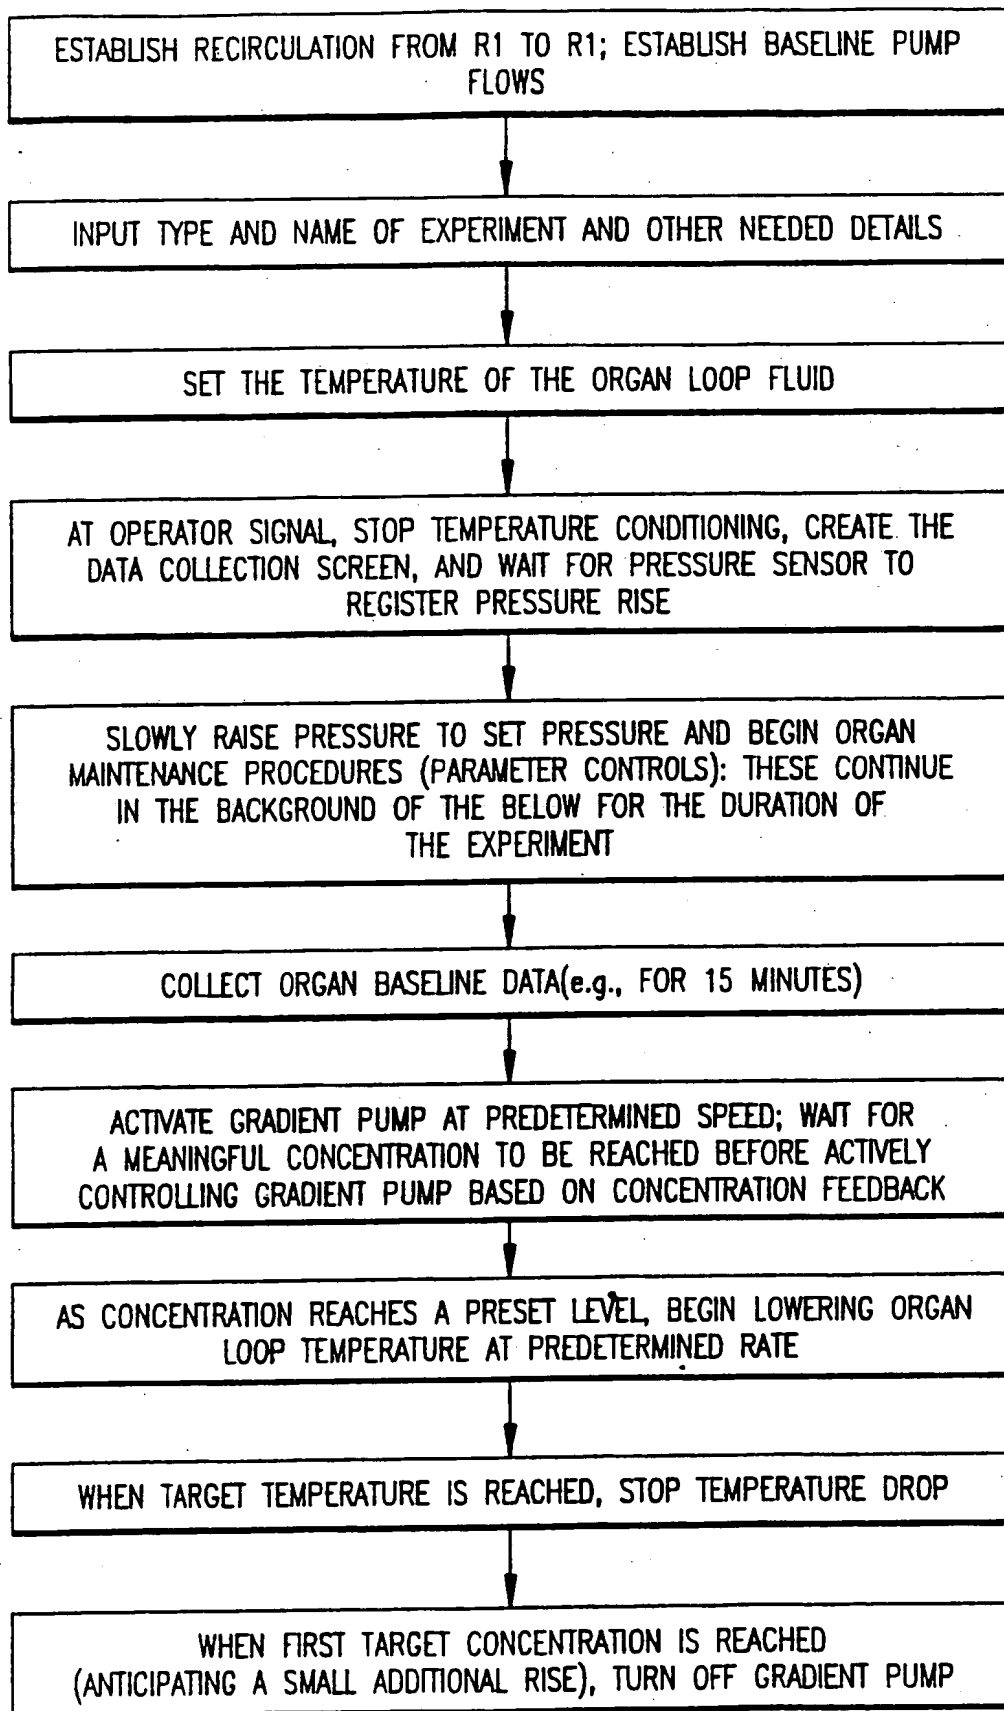 ESTABLISH RECIRCULATION FROM R1 TO R1; ESTABLISH BASELINE PUMP
FLOWS
INPUT TYPE AND NAME OF EXPERIMENT AND OTHER NEEDED DETAILS
SET THE TEMPERATURE OF THE ORGAN LOOP FLUID
AT OPERATOR SIGNAL, STOP TEMPERATURE CONDITIONING, CREATE THE
DATA COLLECTION SCREEN, AND WAIT FOR PRESSURE SENSOR TO
REGISTER PRESSURE RISE
SLOWLY RAISE PRESSURE TO SET PRESSURE AND BEGIN ORGAN
MAINTENANCE PROCEDURES (PARAMETER CONTROLS): THESE CONTINUE
IN THE BACKGROUND OF THE BELOW FOR THE DURATION OF
THE EXPERIMENT
COLLECT ORGAN BASELINE DATA(e.g., FOR 15 MINUTES)
ACTIVATE GRADIENT PUMP AT PREDETERMINED SPEED; WAIT FOR
A MEANINGFUL CONCENTRATION TO BE REACHED BEFORE ACTIVELY
CONTROLLING GRADIENT PUMP BASED ON CONCENTRATION FEEDBACK
AS CONCENTRATION REACHES A PRESET LEVEL, BEGIN LOWERING ORGAN
LOOP TEMPERATURE AT PREDETERMINED RATE
WHEN TARGET TEMPERATURE IS REACHED, STOP TEMPERATURE DROP
WHEN FIRST TARGET CONCENTRATION IS REACHED
(ANTICIPATING A SMALL ADDITIONAL RISE), TURN OFF GRADIENT PUMP